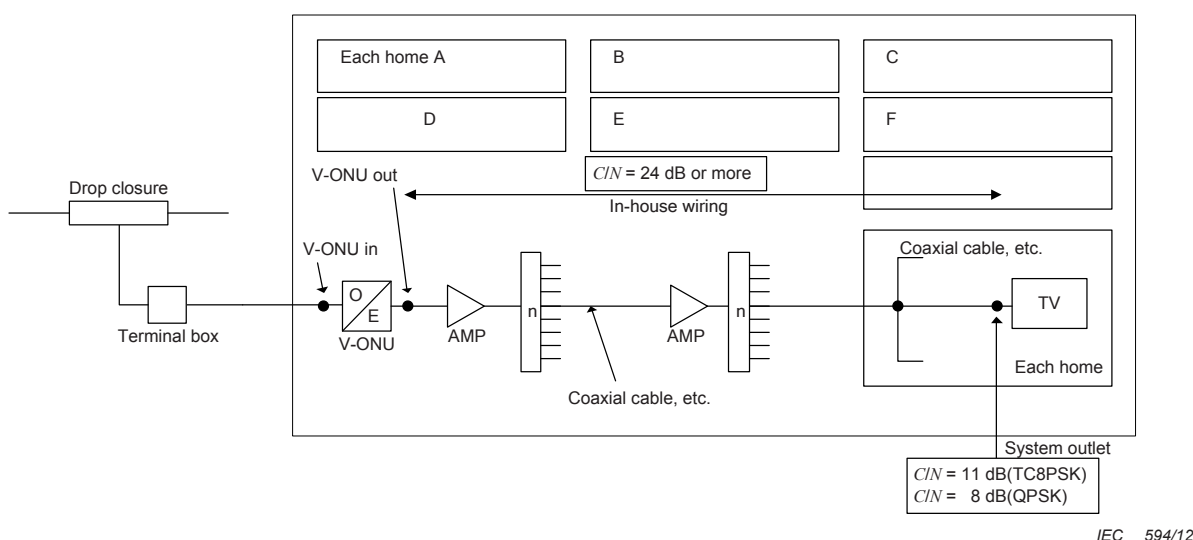 Each home A
B
C
D
E
F
C/N = 24 dB or more
V-ONU out
In-house wiring
Drop closure
V-ONU in
Coaxial cable, etc.
O
E
n
n
TV
Terminal box
V-ONU
AMP
AMP
Each home
Coaxial cable, etc.
System outlet
C/N = 11 dB(TC8PSK)
C/N = 8 dB(QPSK)
IEC 594/12